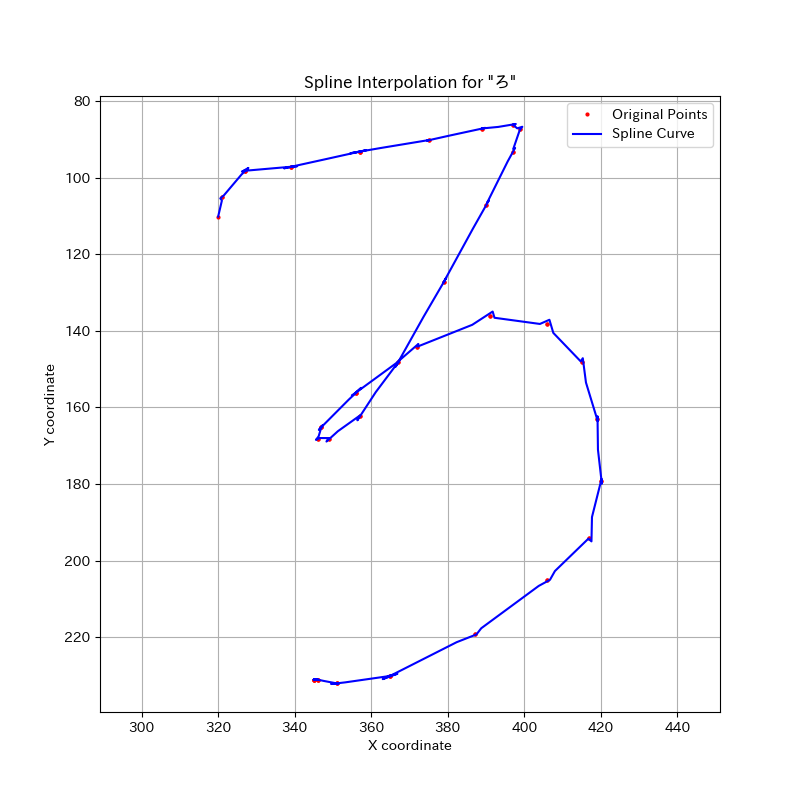 Spline Interpolation for "ろ"
Original Points
Spline Curve
Y coordinate
80
100
120
140
160
180
200
220
300 320 340 360 380 400 420 440
X coordinate